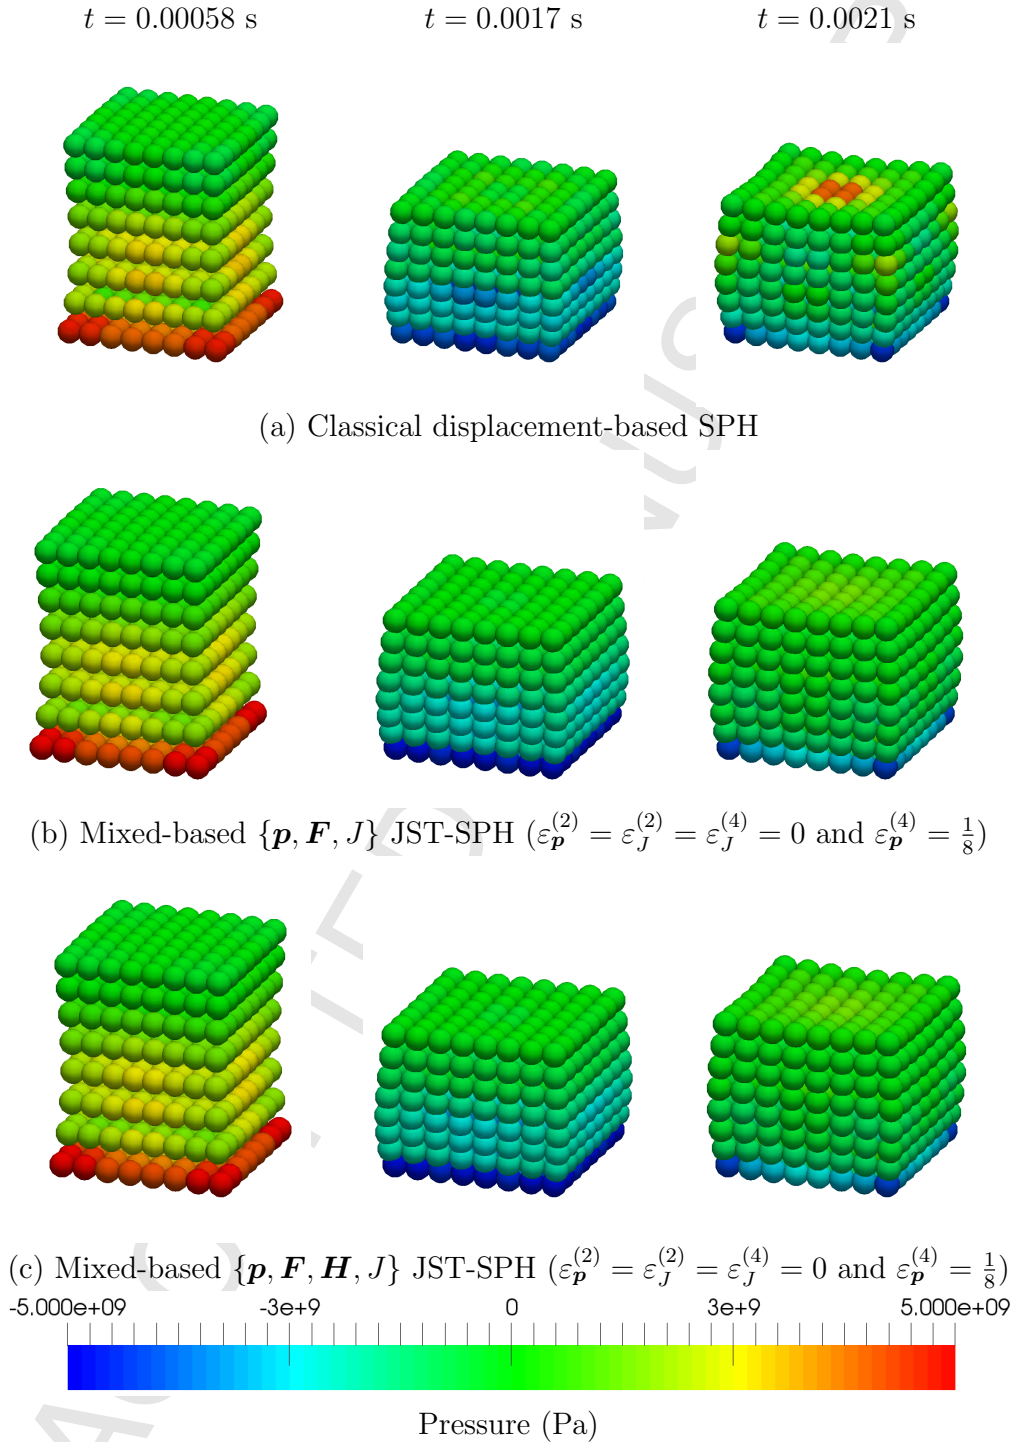 t = 0.00058 s t = 0.0017 s t = 0.0021 s
(a) Classical displacement-based SPH
(b) Mixed-based {p, F, J} JST-SPH (ε_p^(2) = ε_J^(2) = ε_J^(4) = 0 and ε_p^(4) = 1/8)
(c) Mixed-based {p, F, H, J} JST-SPH (ε_p^(2) = ε_J^(2) = ε_J^(4) = 0 and ε_p^(4) = 1/8)
-5.000e+09 -3e+9 0 3e+9 5.000e+09
Pressure (Pa)